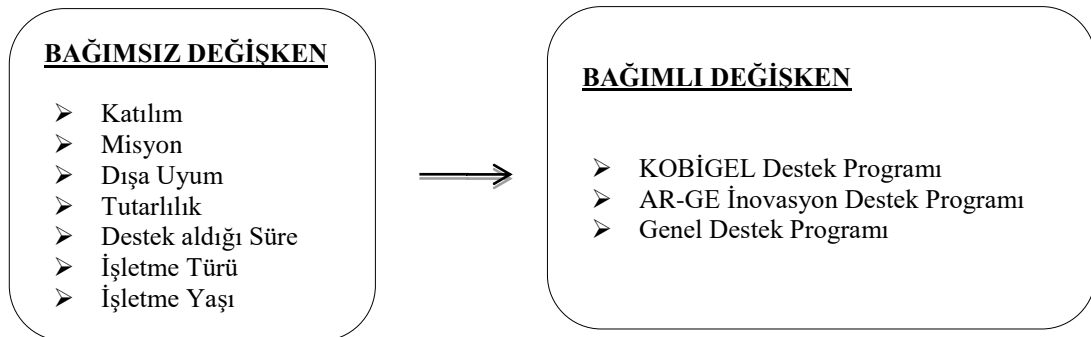 BAĞIMSIZ DEĞİŞKEN
➢ Katılım
➢ Misyon
➢ Dışa Uyum
➢ Tutarlılık
➢ Destek aldığı Süre
➢ İşletme Türü
➢ İşletme Yaşı
BAĞIMLI DEĞİŞKEN
➢ KOBİGEL Destek Programı
➢ AR-GE İnovasyon Destek Programı
➢ Genel Destek Programı